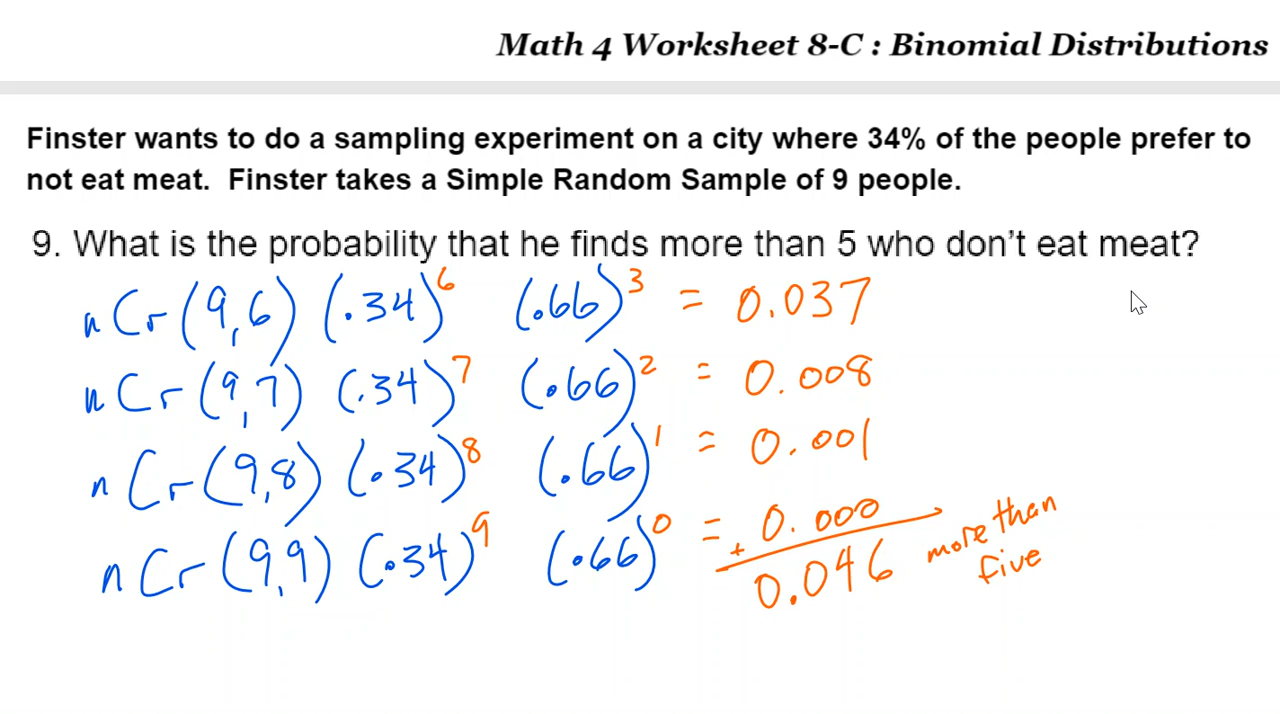 Math 4 Worksheet 8-C : Binomial Distributions
Finster wants to do a sampling experiment on a city where 34% of the people prefer to
not eat meat.  Finster takes a Simple Random Sample of 9 people.
9. What is the probability that he finds more than 5 who don't eat meat?
nCr(9,6) (.34)^6 (.66)^3 = 0.037
nCr(9,7) (.34)^7 (.66)^2 = 0.008
nCr(9,8) (.34)^8 (.66)^1 = 0.001
nCr(9,9) (.34)^9 (.66)^0 = + 0.000
0.046 more than
five